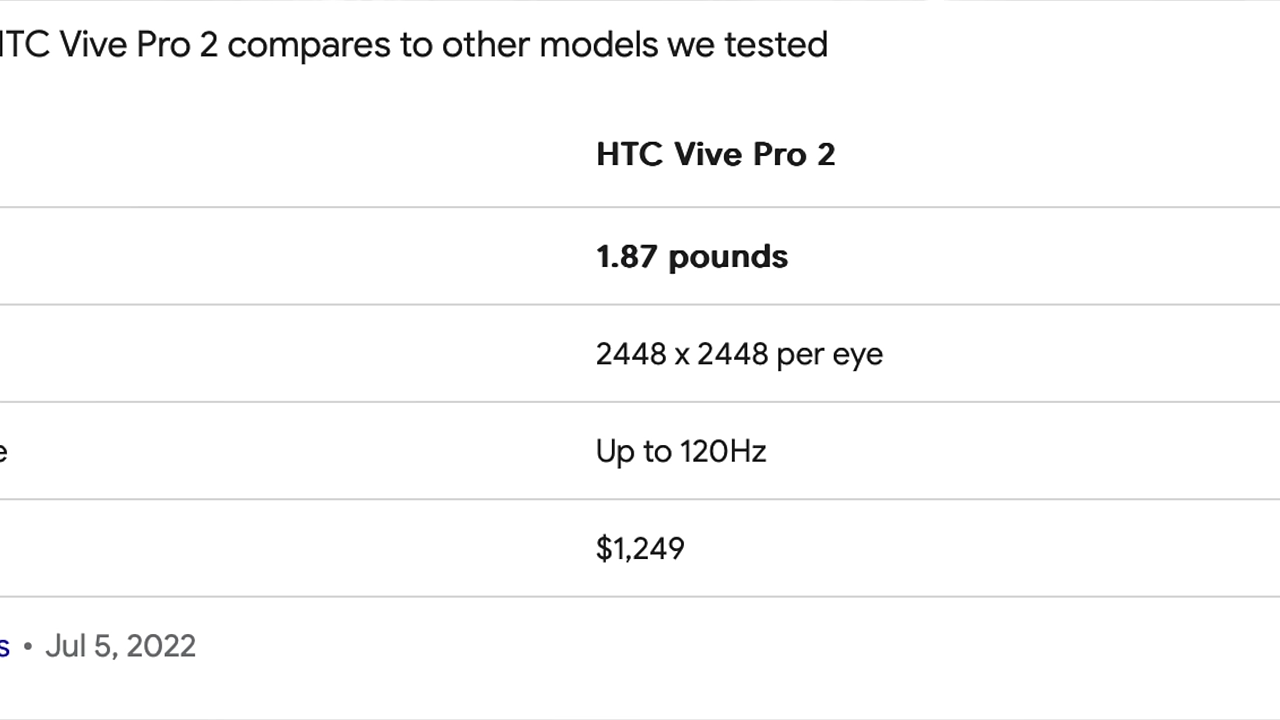 HTC Vive Pro 2 compares to other models we tested
HTC Vive Pro 2
1.87 pounds
2448 x 2448 per eye
Up to 120Hz
$1,249
Jul 5, 2022